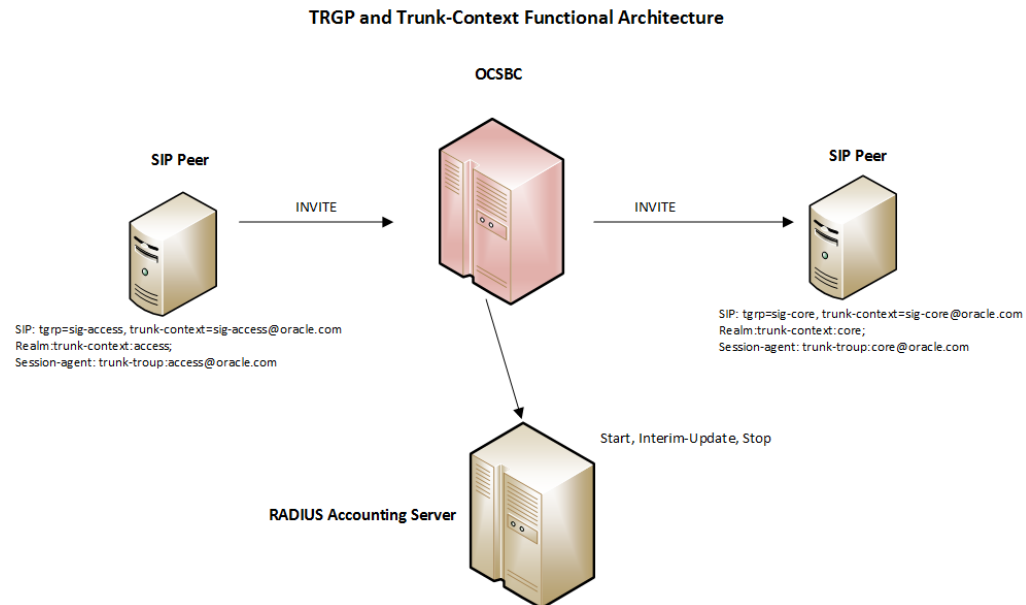 TRGP and Trunk-Context Functional Architecture
OCSBC
SIP Peer
SIP Peer
INVITE
INVITE
SIP: tgrp=sig-access, trunk-context=sig-access@oracle.com
Realm:trunk-context:access;
Session-agent: trunk-troup:access@oracle.com
SIP: tgrp=sig-core, trunk-context=sig-core@oracle.com
Realm:trunk-context:core;
Session-agent: trunk-troup:core@oracle.com
Start, Interim-Update, Stop
RADIUS Accounting Server